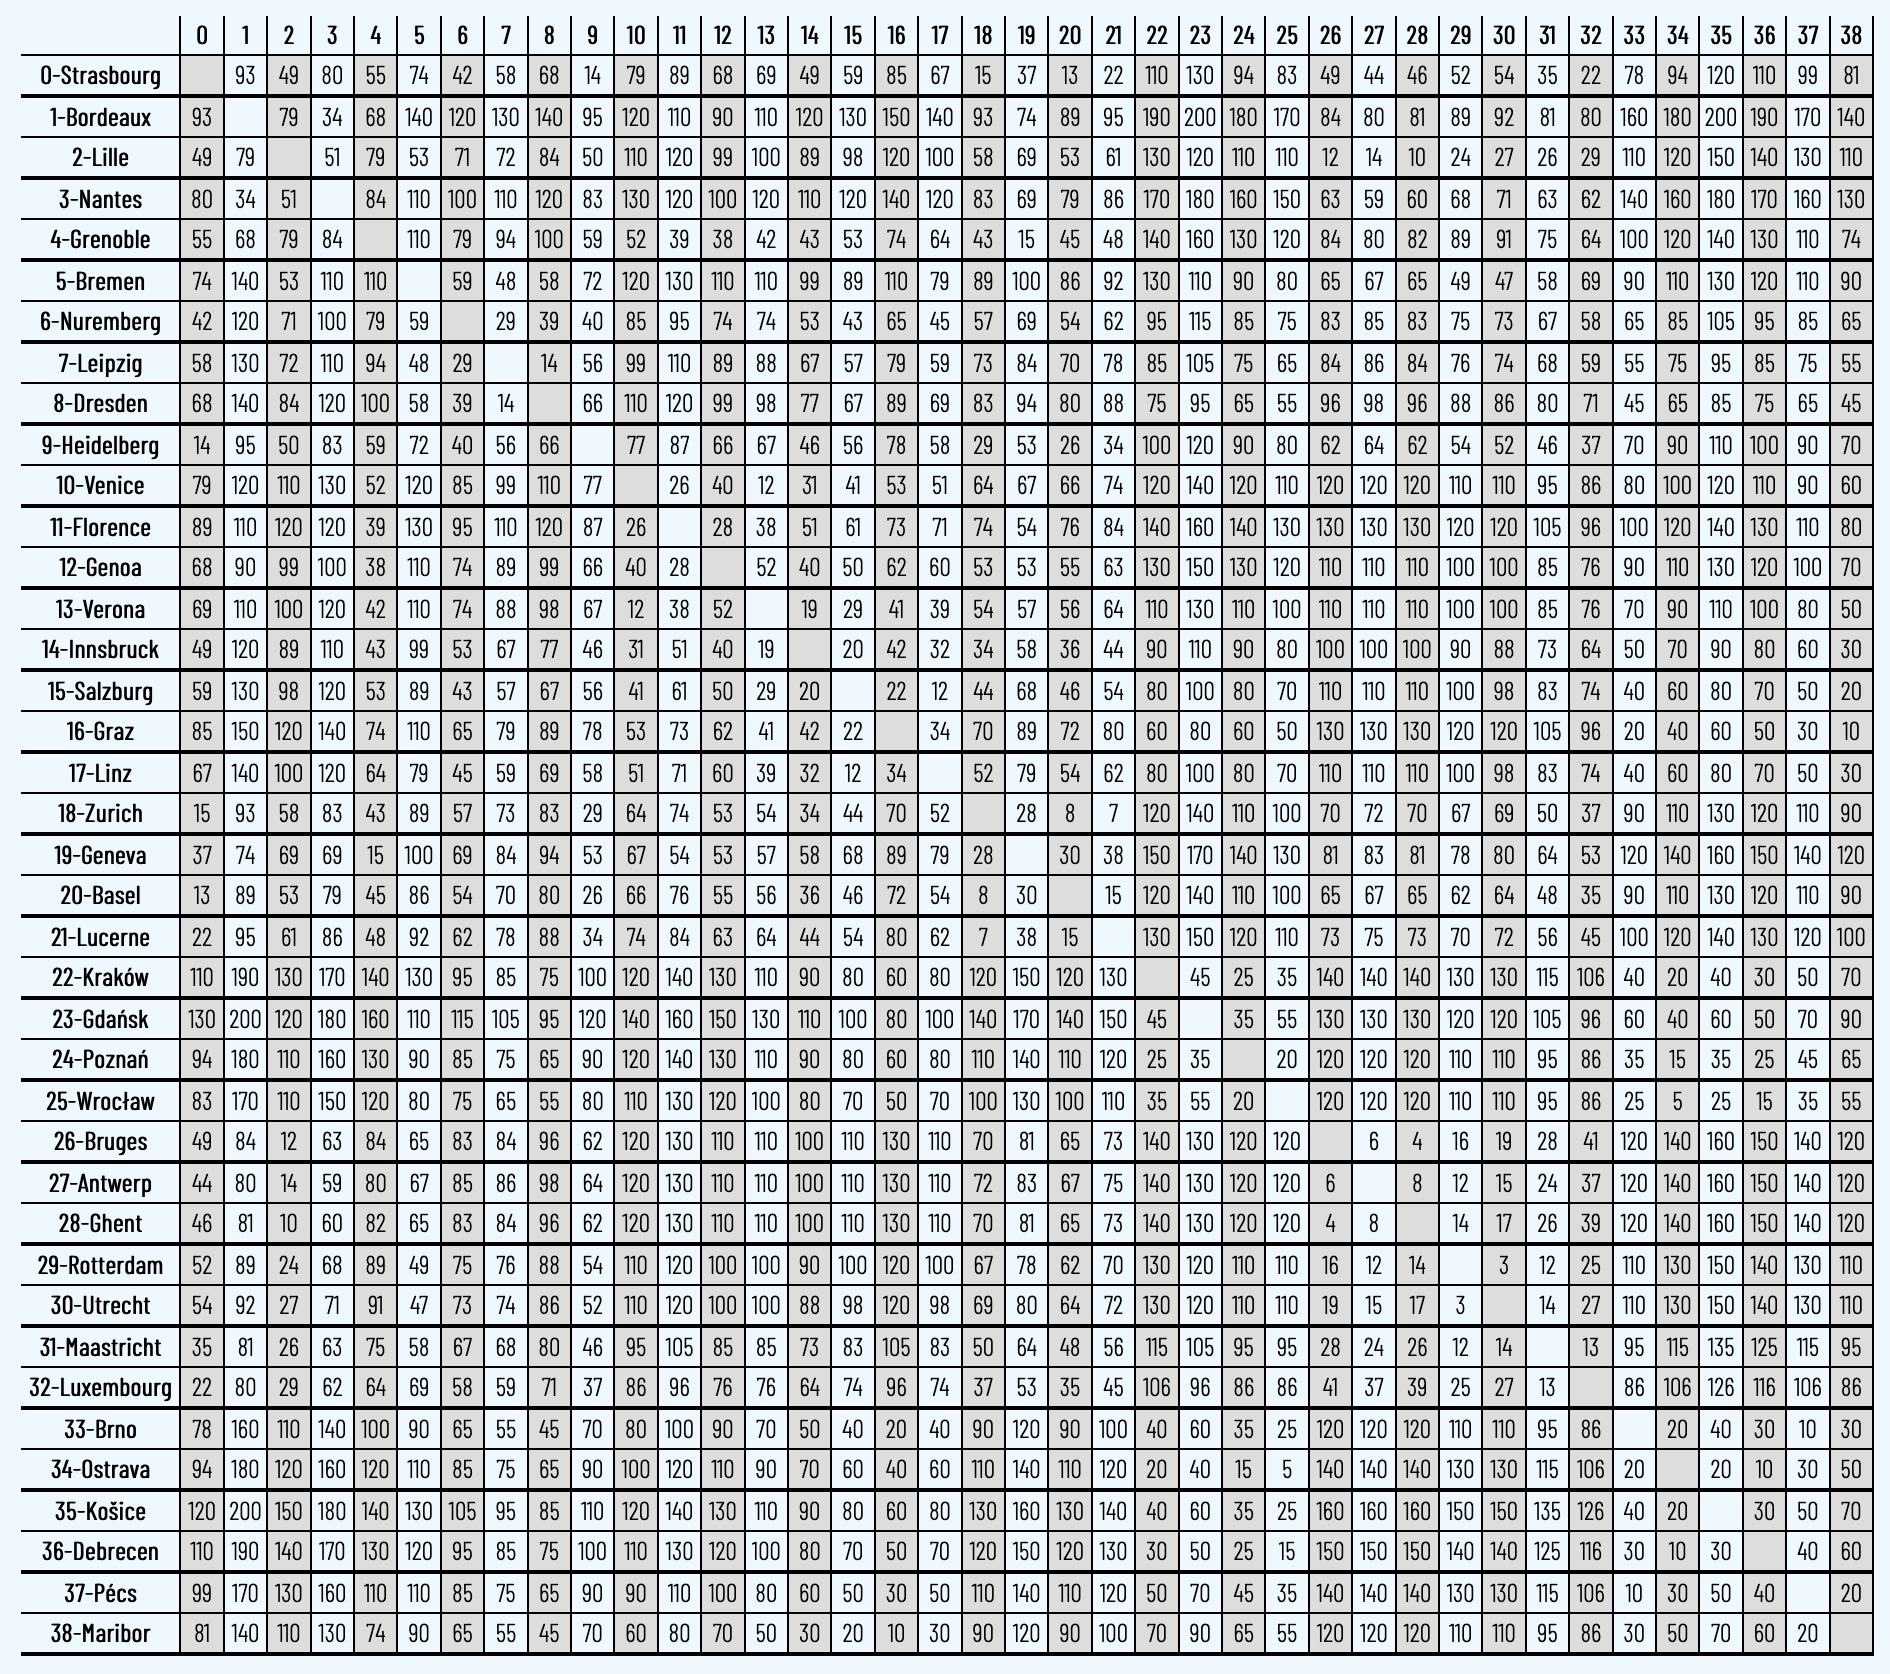 0 1 2 3 4 5 6 7 8 9 10 11 12 13 14 15 16 17 18 19 20 21 22 23 24 25 26 27 28 29 30 31 32 33 34 35 36 37 38
0-Strasbourg 93 49 80 55 74 42 58 68 14 79 89 68 69 49 59 85 67 15 37 13 22 110 130 94 83 49 44 46 52 54 35 22 78 94 120 110 99 81
1-Bordeaux 93 79 34 68 140 120 130 140 95 120 110 90 110 120 130 150 140 93 74 89 95 190 200 180 170 84 80 81 89 92 81 80 160 180 200 190 170 140
2-Lille 49 79 51 79 53 71 72 84 50 110 120 99 100 89 98 120 100 58 69 53 61 130 120 110 110 12 14 10 24 27 26 29 110 120 150 140 130 110
3-Nantes 80 34 51 84 110 100 110 120 83 130 120 100 120 110 120 140 120 83 69 79 86 170 180 160 150 63 59 60 68 71 63 62 140 160 180 170 160 130
4-Grenoble 55 68 79 84 110 79 94 100 59 52 39 38 42 43 53 74 64 43 15 45 48 140 160 130 120 84 80 82 89 91 75 64 100 120 140 130 110 74
5-Bremen 74 140 53 110 110 59 48 58 72 120 130 110 110 99 89 110 79 89 100 86 92 130 110 90 80 65 67 65 49 47 58 69 90 110 130 120 110 90
6-Nuremberg 42 120 71 100 79 59 29 39 40 85 95 74 74 53 43 65 45 57 69 54 62 95 115 85 75 83 85 83 75 73 67 58 65 85 105 95 85 65
7-Leipzig 58 130 72 110 94 48 29 14 56 99 110 89 88 67 57 79 59 73 84 70 78 85 105 75 65 84 86 84 76 74 68 59 55 75 95 85 75 55
8-Dresden 68 140 84 120 100 58 39 14 66 110 120 99 98 77 67 89 69 83 94 80 88 75 95 65 55 96 98 96 88 86 80 71 45 65 85 75 65 45
9-Heidelberg 14 95 50 83 59 72 40 56 66 77 87 66 67 46 56 78 58 29 53 26 34 100 120 90 80 62 64 62 54 52 46 37 70 90 110 100 90 70
10-Venice 79 120 110 130 52 120 85 99 110 77 26 40 12 31 41 53 51 64 67 66 74 120 140 120 110 120 120 120 110 110 95 86 80 100 120 110 90 60
11-Florence 89 110 120 120 39 130 95 110 120 87 26 28 38 51 61 73 71 74 54 76 84 140 160 140 130 130 130 130 120 120 105 96 100 120 140 130 110 80
12-Genoa 68 90 99 100 38 110 74 89 99 66 40 28 52 40 50 62 60 53 53 55 63 130 150 130 120 110 110 110 100 100 85 76 90 110 130 120 100 70
13-Verona 69 110 100 120 42 110 74 88 98 67 12 38 52 19 29 41 39 54 57 56 64 110 130 110 100 110 110 110 100 100 85 76 70 90 110 100 80 50
14-Innsbruck 49 120 89 110 43 99 53 67 77 46 31 51 40 19 20 42 32 34 58 36 44 90 110 90 80 100 100 100 90 88 73 64 50 70 90 80 60 30
15-Salzburg 59 130 98 120 53 89 43 57 67 56 41 61 50 29 20 22 12 44 68 46 54 80 100 80 70 110 110 110 100 98 83 74 40 60 80 70 50 20
16-Graz 85 150 120 140 74 110 65 79 89 78 53 73 62 41 42 22 34 70 89 72 80 60 80 60 50 130 130 130 120 120 105 96 20 40 60 50 30 10
17-Linz 67 140 100 120 64 79 45 59 69 58 51 71 60 39 32 12 34 52 79 54 62 80 100 80 70 110 110 110 100 98 83 74 40 60 80 70 50 30
18-Zurich 15 93 58 83 43 89 57 73 83 29 64 74 53 54 34 44 70 52 28 8 7 120 140 110 100 70 72 70 67 69 50 37 90 110 130 120 110 90
19-Geneva 37 74 69 69 15 100 69 84 94 53 67 54 53 57 58 68 89 79 28 30 38 150 170 140 130 81 83 81 78 80 64 53 120 140 160 150 140 120
20-Basel 13 89 53 79 45 86 54 70 80 26 66 76 55 56 36 46 72 54 8 30 15 120 140 110 100 65 67 65 62 64 48 35 90 110 130 120 110 90
21-Lucerne 22 95 61 86 48 92 62 78 88 34 74 84 63 64 44 54 80 62 7 38 15 130 150 120 110 73 75 73 70 72 56 45 100 120 140 130 120 100
22-Kraków 110 190 130 170 140 130 95 85 75 100 120 140 130 110 90 80 60 80 120 150 120 130 45 25 35 140 140 140 130 130 115 106 40 20 40 30 50 70
23-Gdańsk 130 200 120 180 160 110 115 105 95 120 140 160 150 130 110 100 80 100 140 170 140 150 45 35 55 130 130 130 120 120 105 96 60 40 60 50 70 90
24-Poznań 94 180 110 160 130 90 85 75 65 90 120 140 130 110 90 80 60 80 110 140 110 120 25 35 20 120 120 120 110 110 95 86 35 15 35 25 45 65
25-Wrocław 83 170 110 150 120 80 75 65 55 80 110 130 120 100 80 70 50 70 100 130 100 110 35 55 20 120 120 120 110 110 95 86 25 5 25 15 35 55
26-Bruges 49 84 12 63 84 65 83 84 96 62 120 130 110 110 100 110 130 110 70 81 65 73 140 130 120 120 6 4 16 19 28 41 120 140 160 150 140 120
27-Antwerp 44 80 14 59 80 67 85 86 98 64 120 130 110 110 100 110 130 110 72 83 67 75 140 130 120 120 6 8 12 15 24 37 120 140 160 150 140 120
28-Ghent 46 81 10 60 82 65 83 84 96 62 120 130 110 110 100 110 130 110 70 81 65 73 140 130 120 120 4 8 14 17 26 39 120 140 160 150 140 120
29-Rotterdam 52 89 24 68 89 49 75 76 88 54 110 120 100 100 90 100 120 100 67 78 62 70 130 120 110 110 16 12 14 3 12 25 110 130 150 140 130 110
30-Utrecht 54 92 27 71 91 47 73 74 86 52 110 120 100 100 88 98 120 98 69 80 64 72 130 120 110 110 19 15 17 3 14 27 110 130 150 140 130 110
31-Maastricht 35 81 26 63 75 58 67 68 80 46 95 105 85 85 73 83 105 83 50 64 48 56 115 105 95 95 28 24 26 12 14 13 95 115 135 125 115 95
32-Luxembourg 22 80 29 62 64 69 58 59 71 37 86 96 76 76 64 74 96 74 37 53 35 45 106 96 86 86 41 37 39 25 27 13 86 106 126 116 106 86
33-Brno 78 160 110 140 100 90 65 55 45 70 80 100 90 70 50 40 20 40 90 120 90 100 40 60 35 25 120 120 120 110 110 95 86 20 40 30 10 30
34-Ostrava 94 180 120 160 120 110 85 75 65 90 100 120 110 90 70 60 40 60 110 140 110 120 20 40 15 5 140 140 140 130 130 115 106 20 20 10 30 50
35-Košice 120 200 150 180 140 130 105 95 85 110 120 140 130 110 90 80 60 80 130 160 130 140 40 60 35 25 160 160 160 150 150 135 126 40 20 30 50 70
36-Debrecen 110 190 140 170 130 120 95 85 75 100 110 130 120 100 80 70 50 70 120 150 120 130 30 50 25 15 150 150 150 140 140 125 116 30 10 30 40 60
37-Pécs 99 170 130 160 110 110 85 75 65 90 90 110 100 80 60 50 30 50 110 140 110 120 50 70 45 35 140 140 140 130 130 115 106 10 30 50 40 20
38-Maribor 81 140 110 130 74 90 65 55 45 70 60 80 70 50 30 20 10 30 90 120 90 100 70 90 65 55 120 120 120 110 110 95 86 30 50 70 60 20